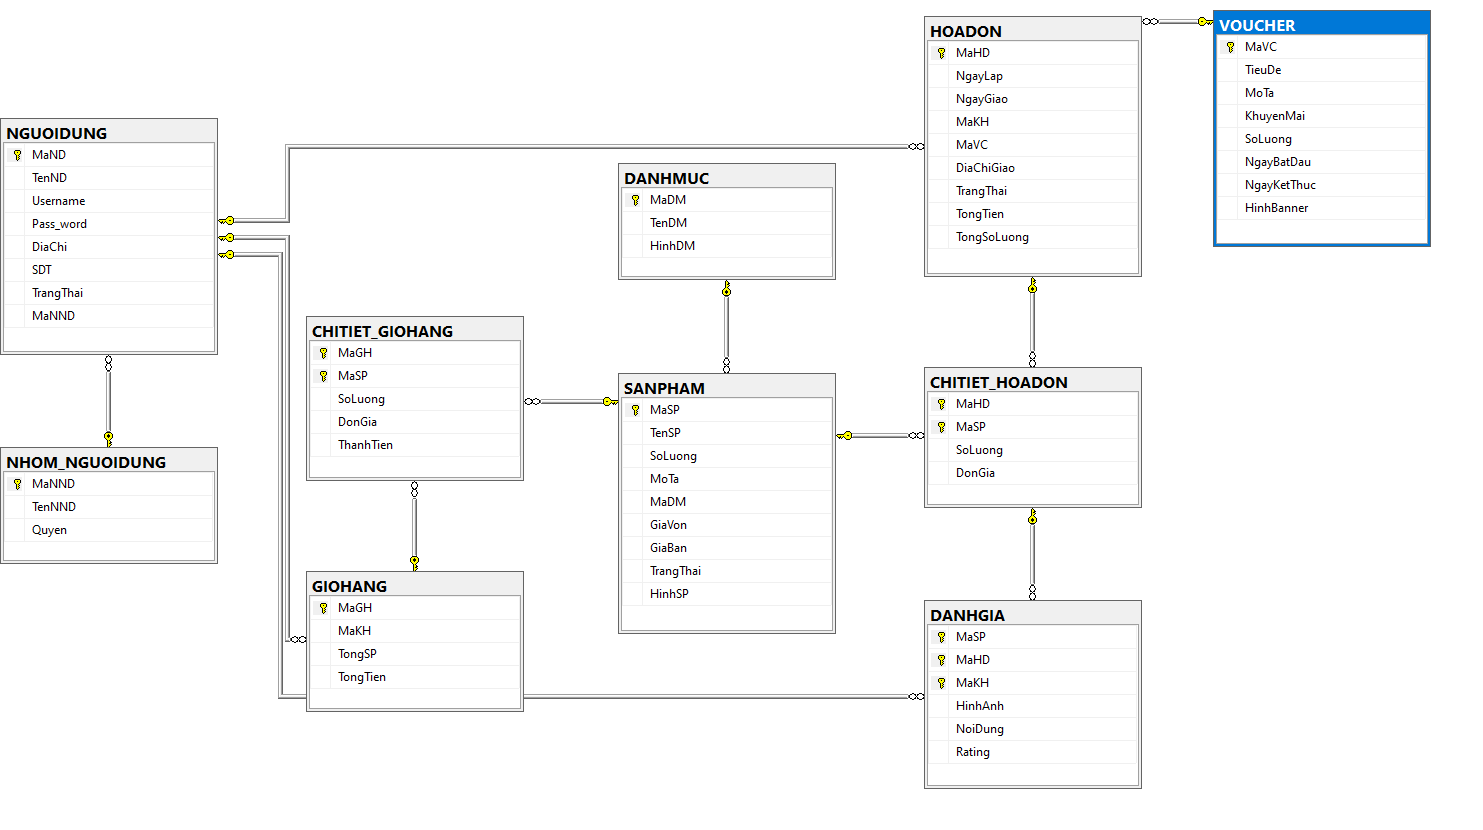 NGUOIDUNG
MaND
TenND
Username
Pass_word
DiaChi
SDT
TrangThai
MaNND
NHOM_NGUOIDUNG
MaNND
TenNND
Quyen
CHITIET_GIOHANG
MaGH
MaSP
SoLuong
DonGia
ThanhTien
GIOHANG
MaGH
MaKH
TongSP
TongTien
DANHMUC
MaDM
TenDM
HinhDM
SANPHAM
MaSP
TenSP
SoLuong
MoTa
MaDM
GiaVon
GiaBan
TrangThai
HinhSP
HOADON
MaHD
NgayLap
NgayGiao
MaKH
MaVC
DiaChiGiao
TrangThai
TongTien
TongSoLuong
CHITIET_HOADON
MaHD
MaSP
SoLuong
DonGia
DANHGIA
MaSP
MaHD
MaKH
HinhAnh
NoiDung
Rating
VOUCHER
MaVC
TieuDe
MoTa
KhuyenMai
SoLuong
NgayBatDau
NgayKetThuc
HinhBanner